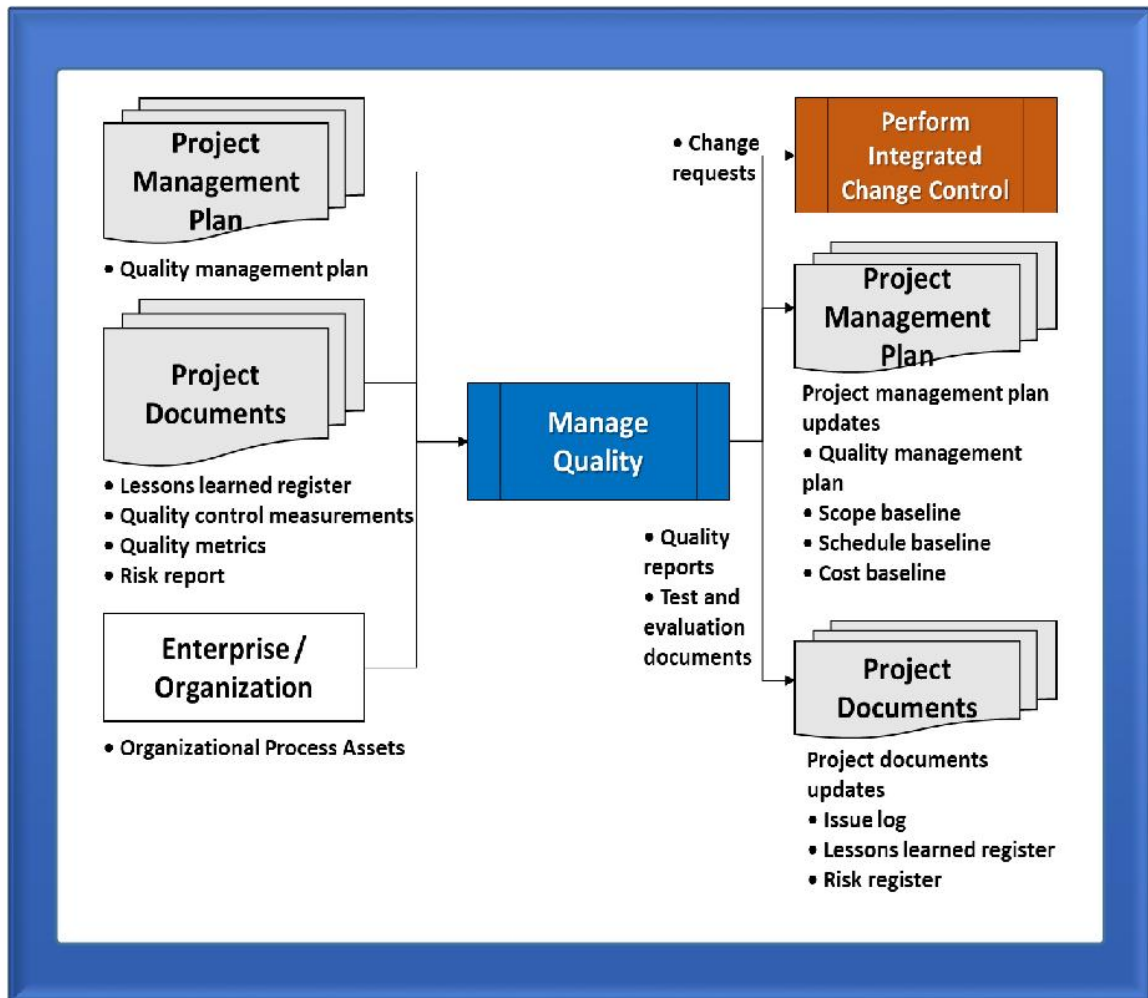 Project
Management
Plan
• Quality management plan
Project
Documents
• Lessons learned register
• Quality control measurements
• Quality metrics
• Risk report
Enterprise /
Organization
• Organizational Process Assets
Manage
Quality
• Change
requests
• Quality
reports
• Test and
evaluation
documents
Perform
Integrated
Change Control
Project
Management
Plan
Project management plan
updates
• Quality management
plan
• Scope baseline
• Schedule baseline
• Cost baseline
Project
Documents
Project documents
updates
• Issue log
• Lessons learned register
• Risk register